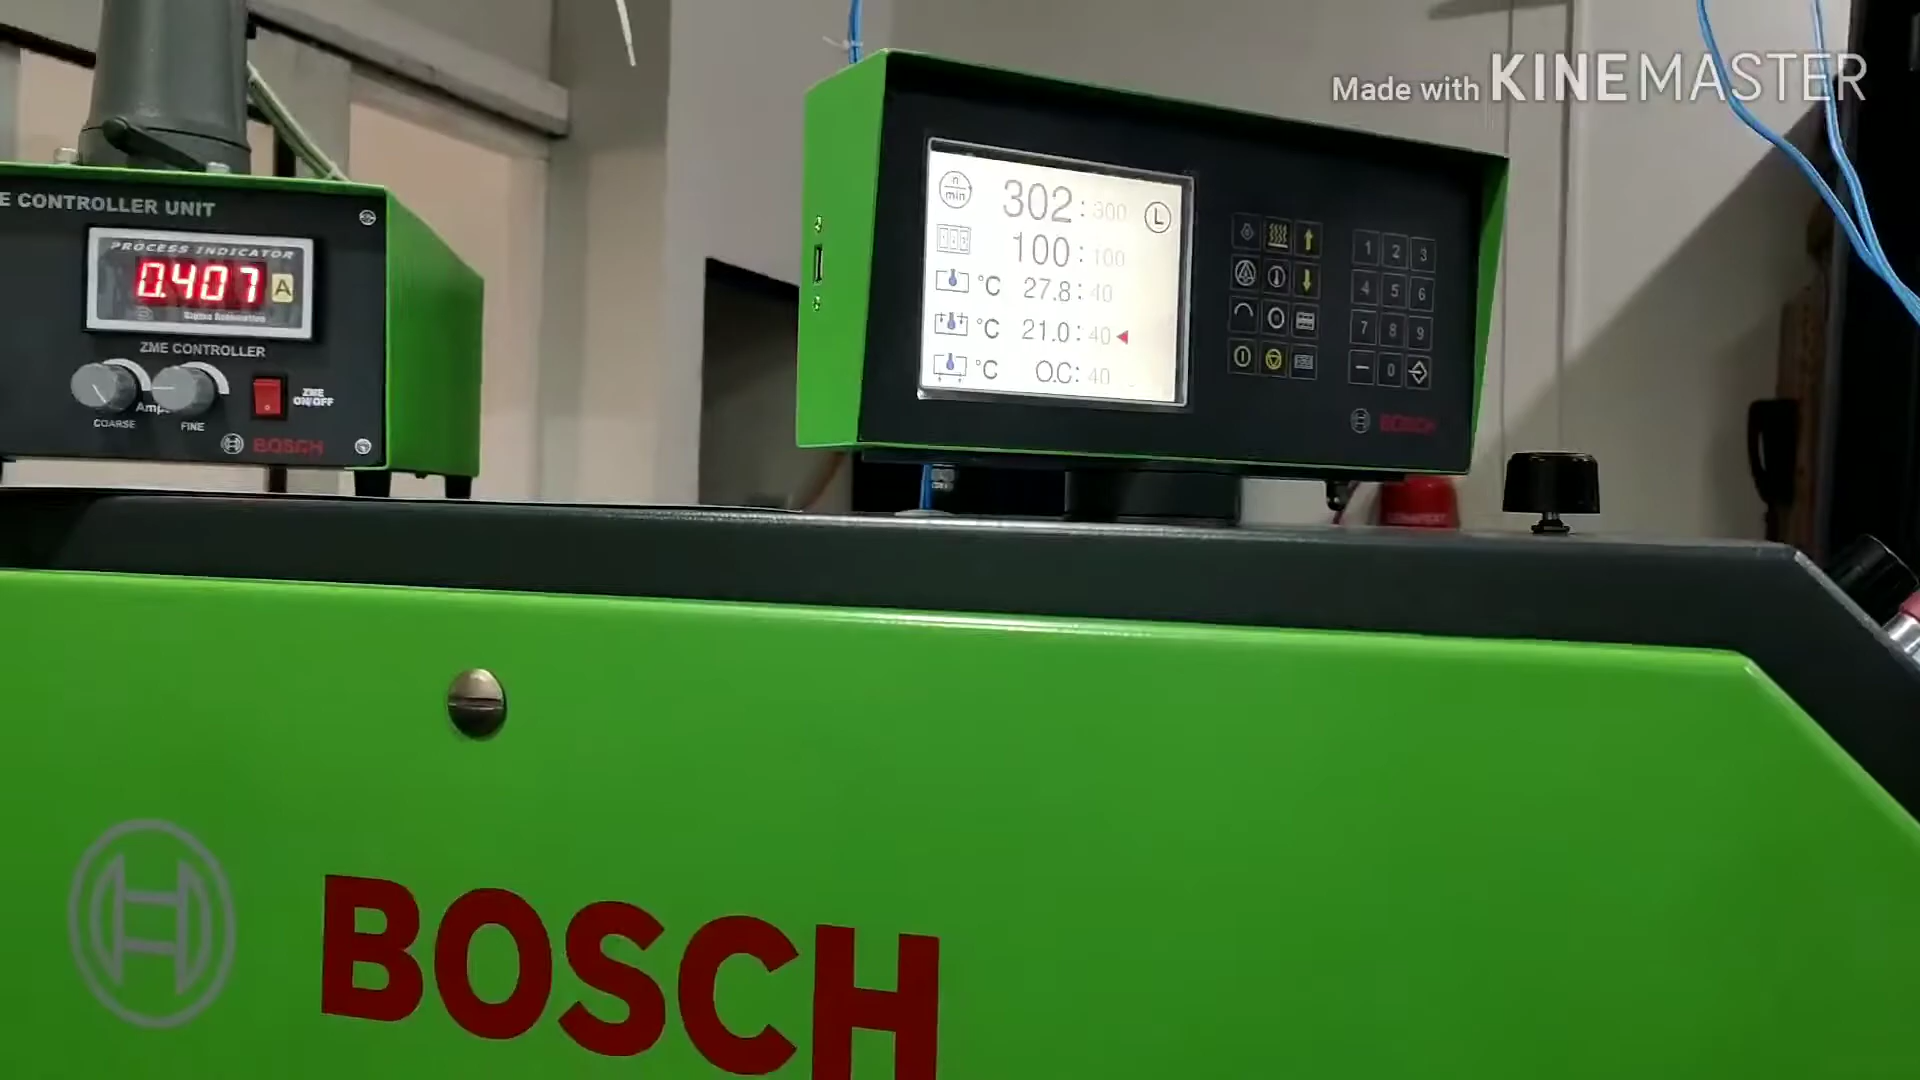 Made with KINEMASTER
E CONTROLLER UNIT
PROCESS INDICATOR
0.407 A
ZME CONTROLLER
Amp
COARSE
FINE
ZME
ON/OFF
BOSCH
n
min
302 : 300 L
100 : 100
°C 27.8 : 40
°C 21.0 : 40
°C O.C : 40
1 2 3
4 5 6
7 8 9
0
BOSCH
BOSCH